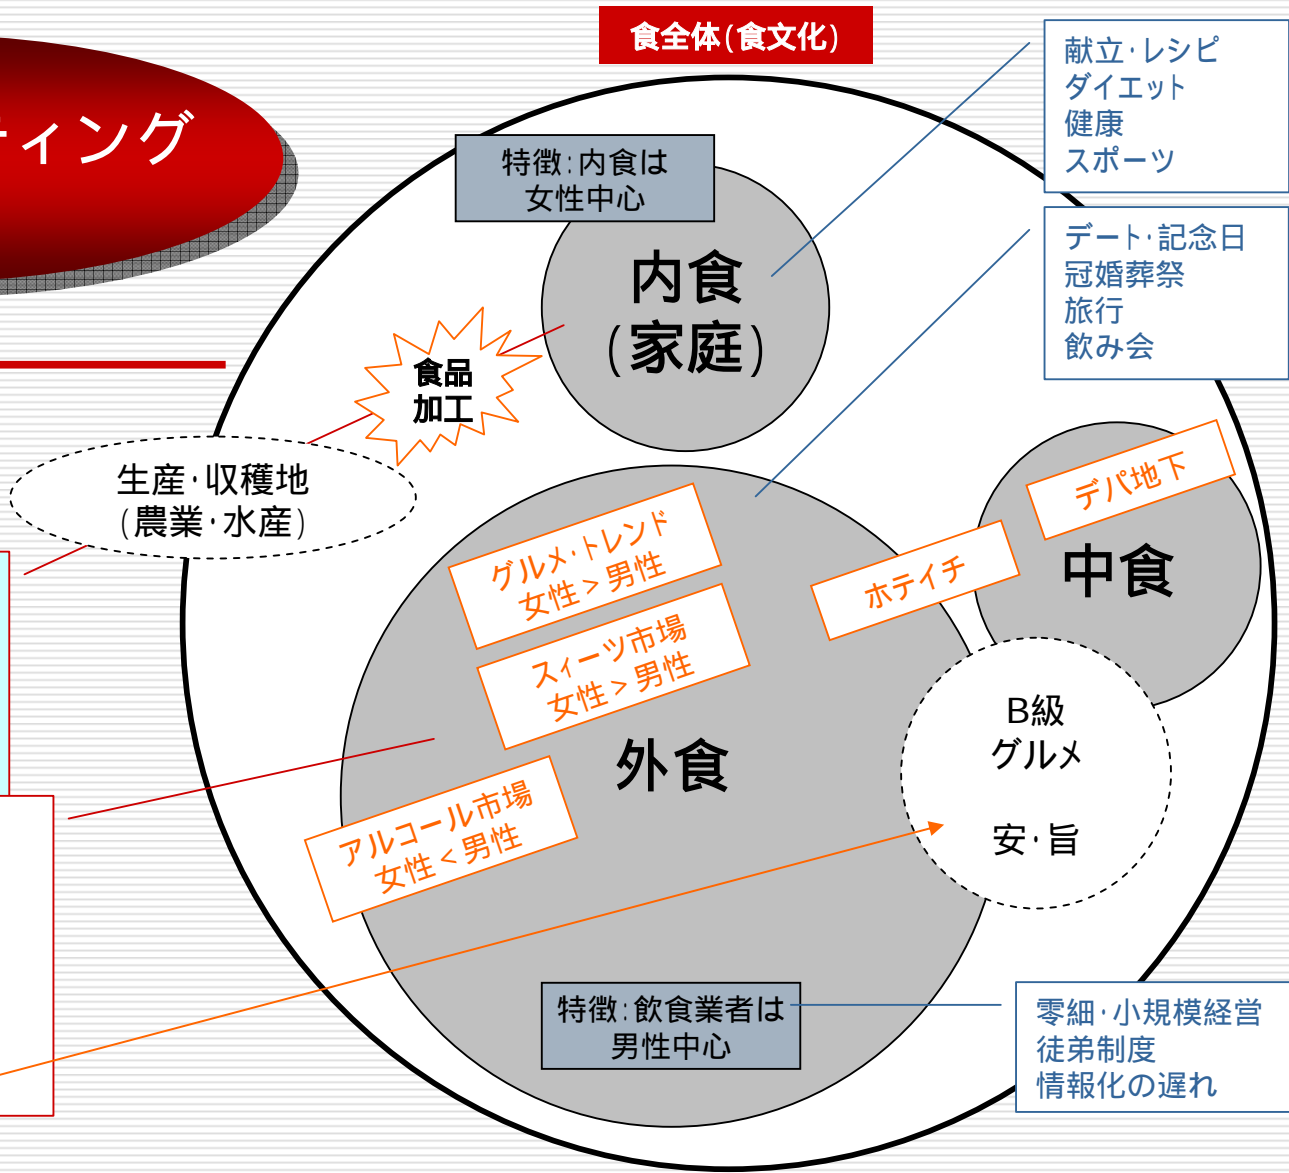 食全体(食文化)
ティング
献立・レシピ
ダイエット
健康
スポーツ
特徴:内食は
女性中心
デート・記念日
冠婚葬祭
旅行
飲み会
内食
(家庭)
食品
加工
生産・収穫地
(農業・水産)
デパ地下
グルメ・トレンド
女性>男性
ホテイチ
中食
スィーツ市場
女性>男性
B級
グルメ
安・旨
外食
アルコール市場
女性<男性
特徴:飲食業者は
男性中心
零細・小規模経営
徒弟制度
情報化の遅れ